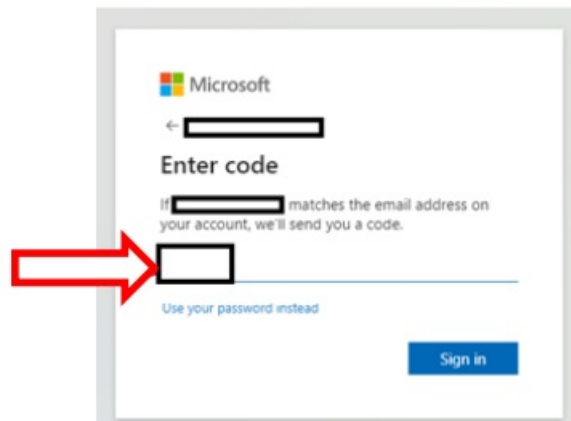 Microsoft
←
Enter code
If matches the email address on
your account, we'll send you a code.
Use your password instead
Sign in